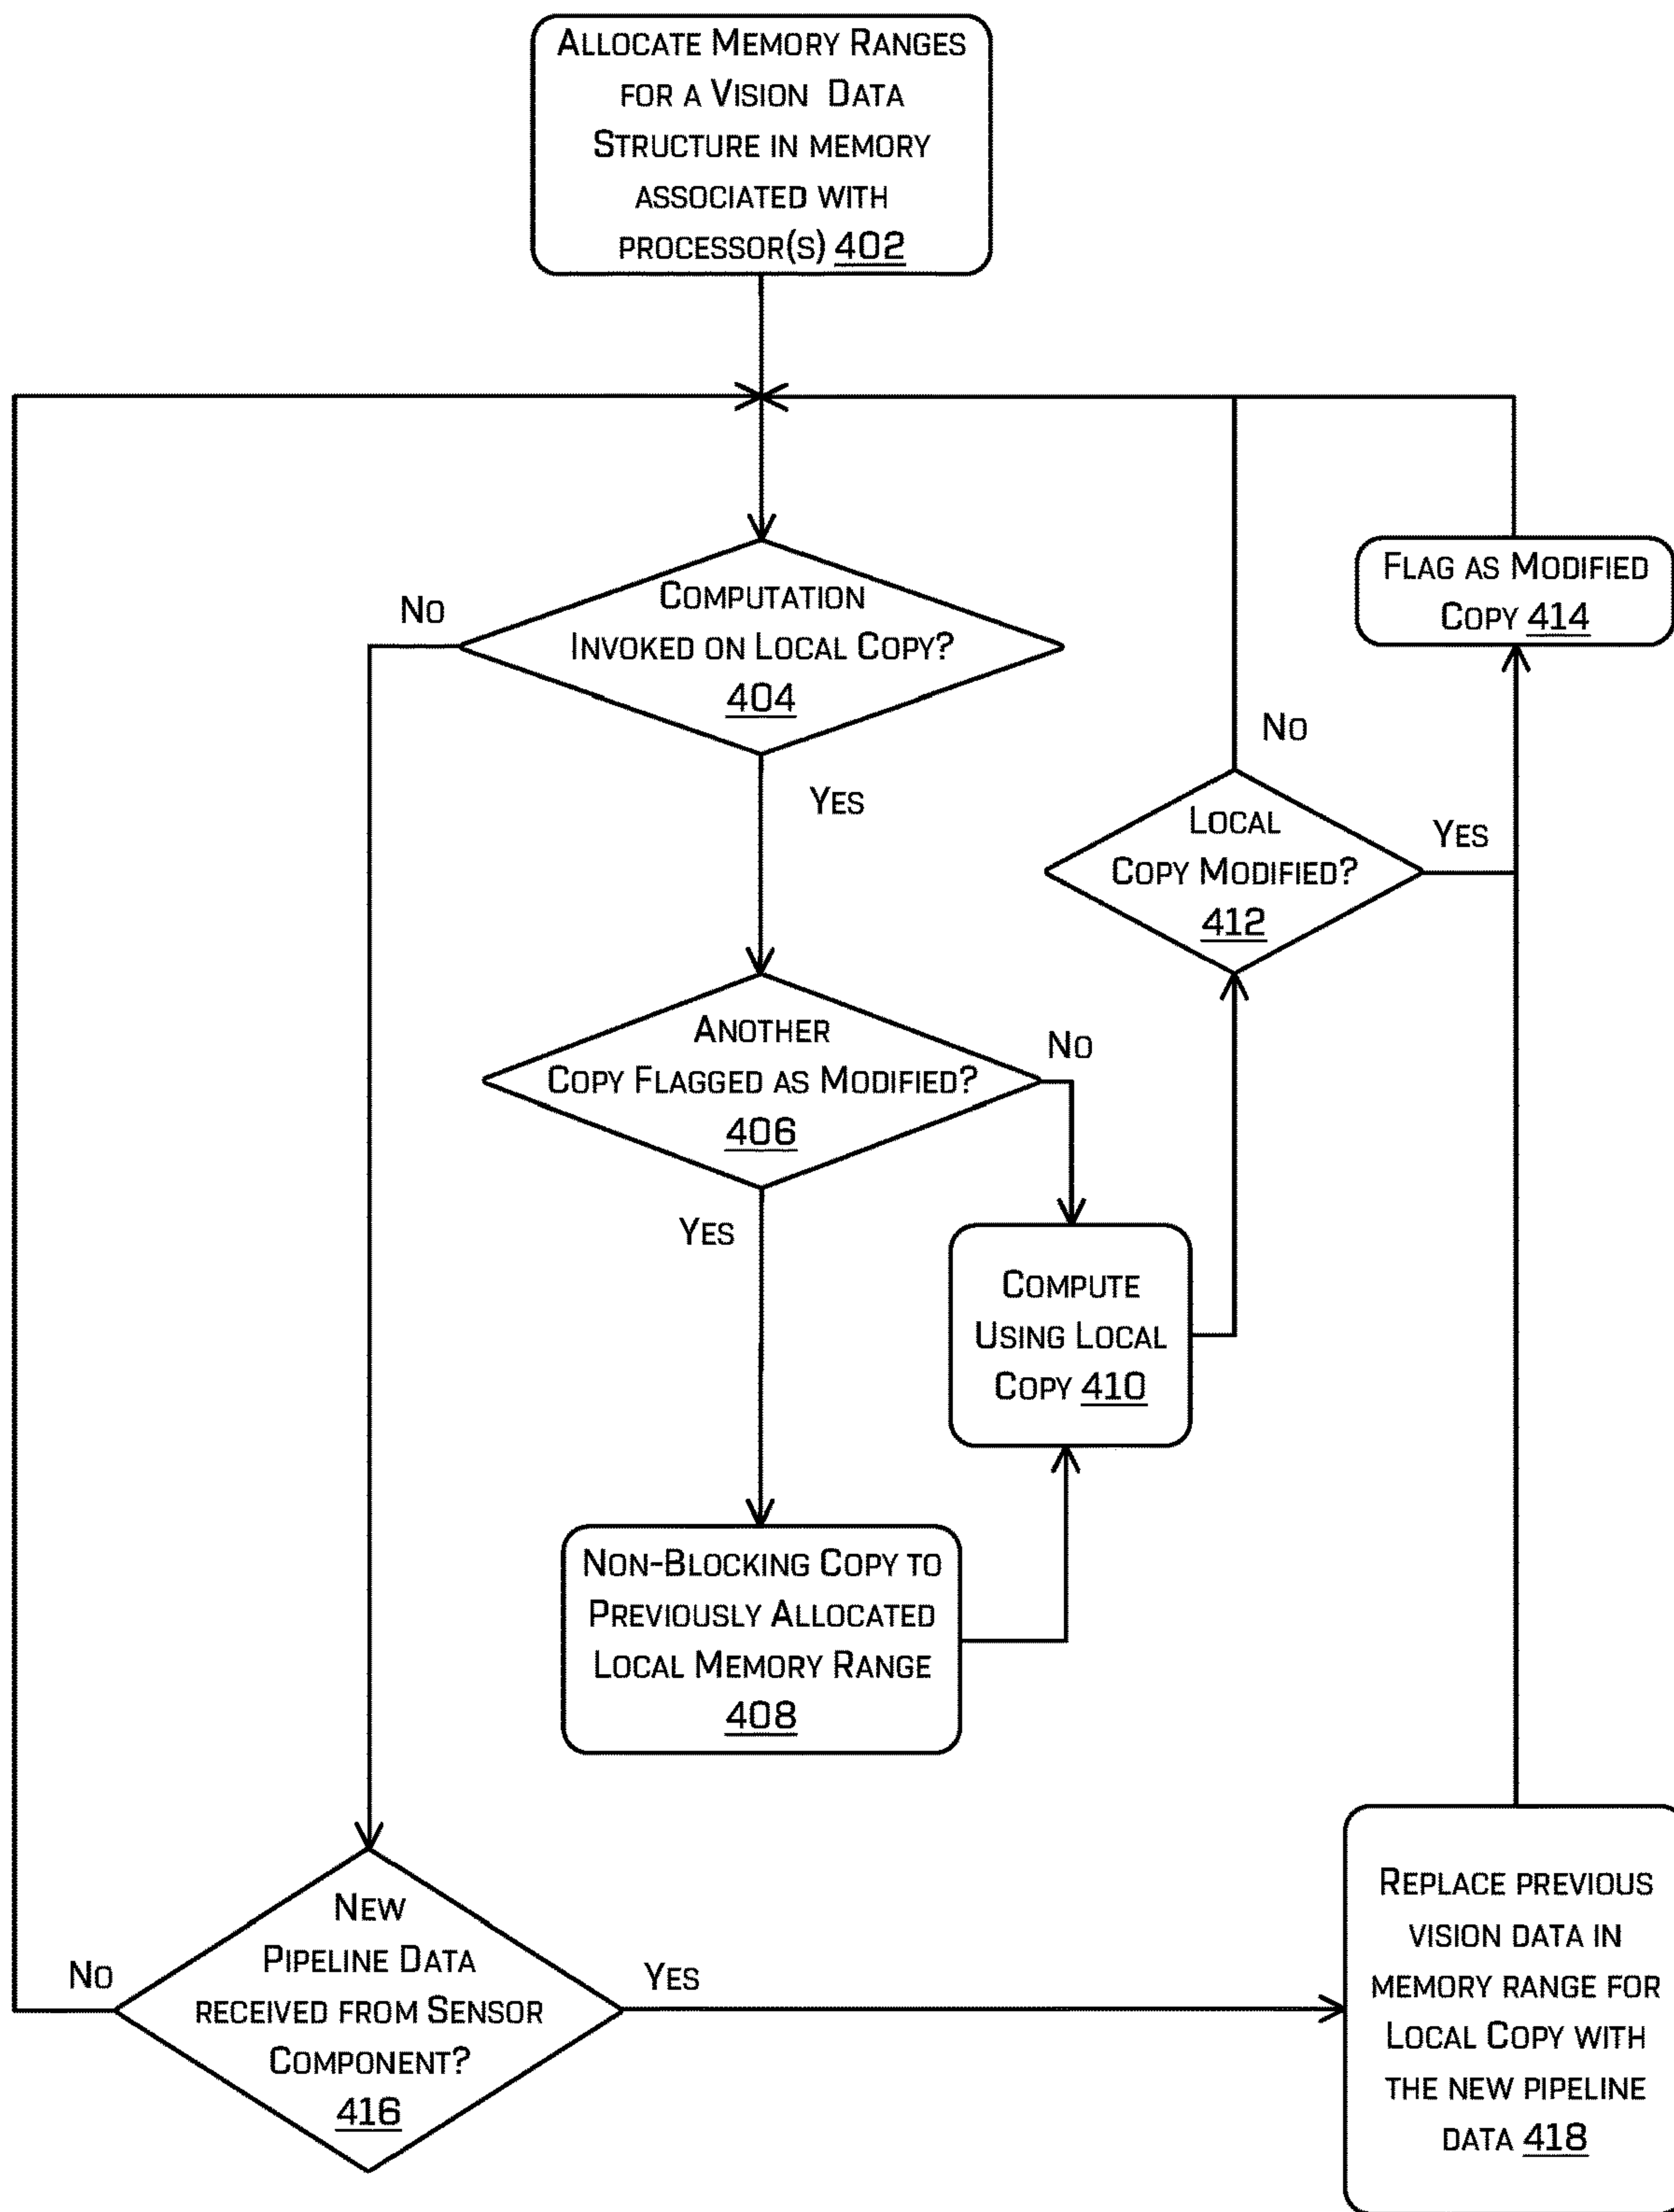 Allocate Memory Ranges
for a Vision Data
Structure in memory
associated with
processor(s) 402
Computation
Invoked on Local Copy?
404
No
Yes
Another
Copy Flagged as Modified?
406
No
Yes
Non-Blocking Copy to
Previously Allocated
Local Memory Range
408
Compute
Using Local
Copy 410
Local
Copy Modified?
412
No
Yes
Flag as Modified
Copy 414
New
Pipeline Data
received from Sensor
Component?
416
No
Yes
Replace previous
vision data in
memory range for
Local Copy with
the new pipeline
data 418